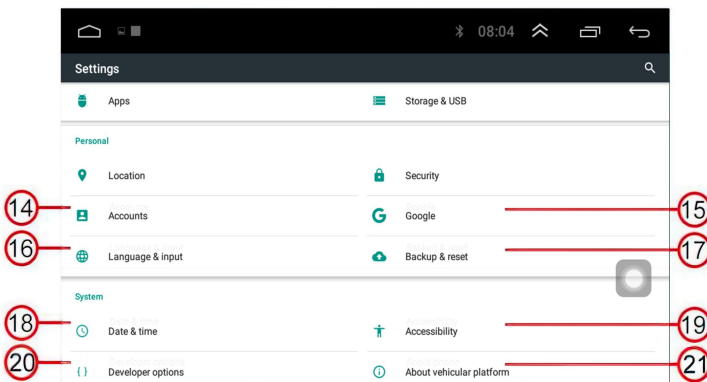 08:04
Settings
Apps
Storage & USB
Personal
Location
Security
14
Accounts
Google
15
16
Language & input
Backup & reset
17
System
18
Date & time
Accessibility
19
20
Developer options
About vehicular platform
21